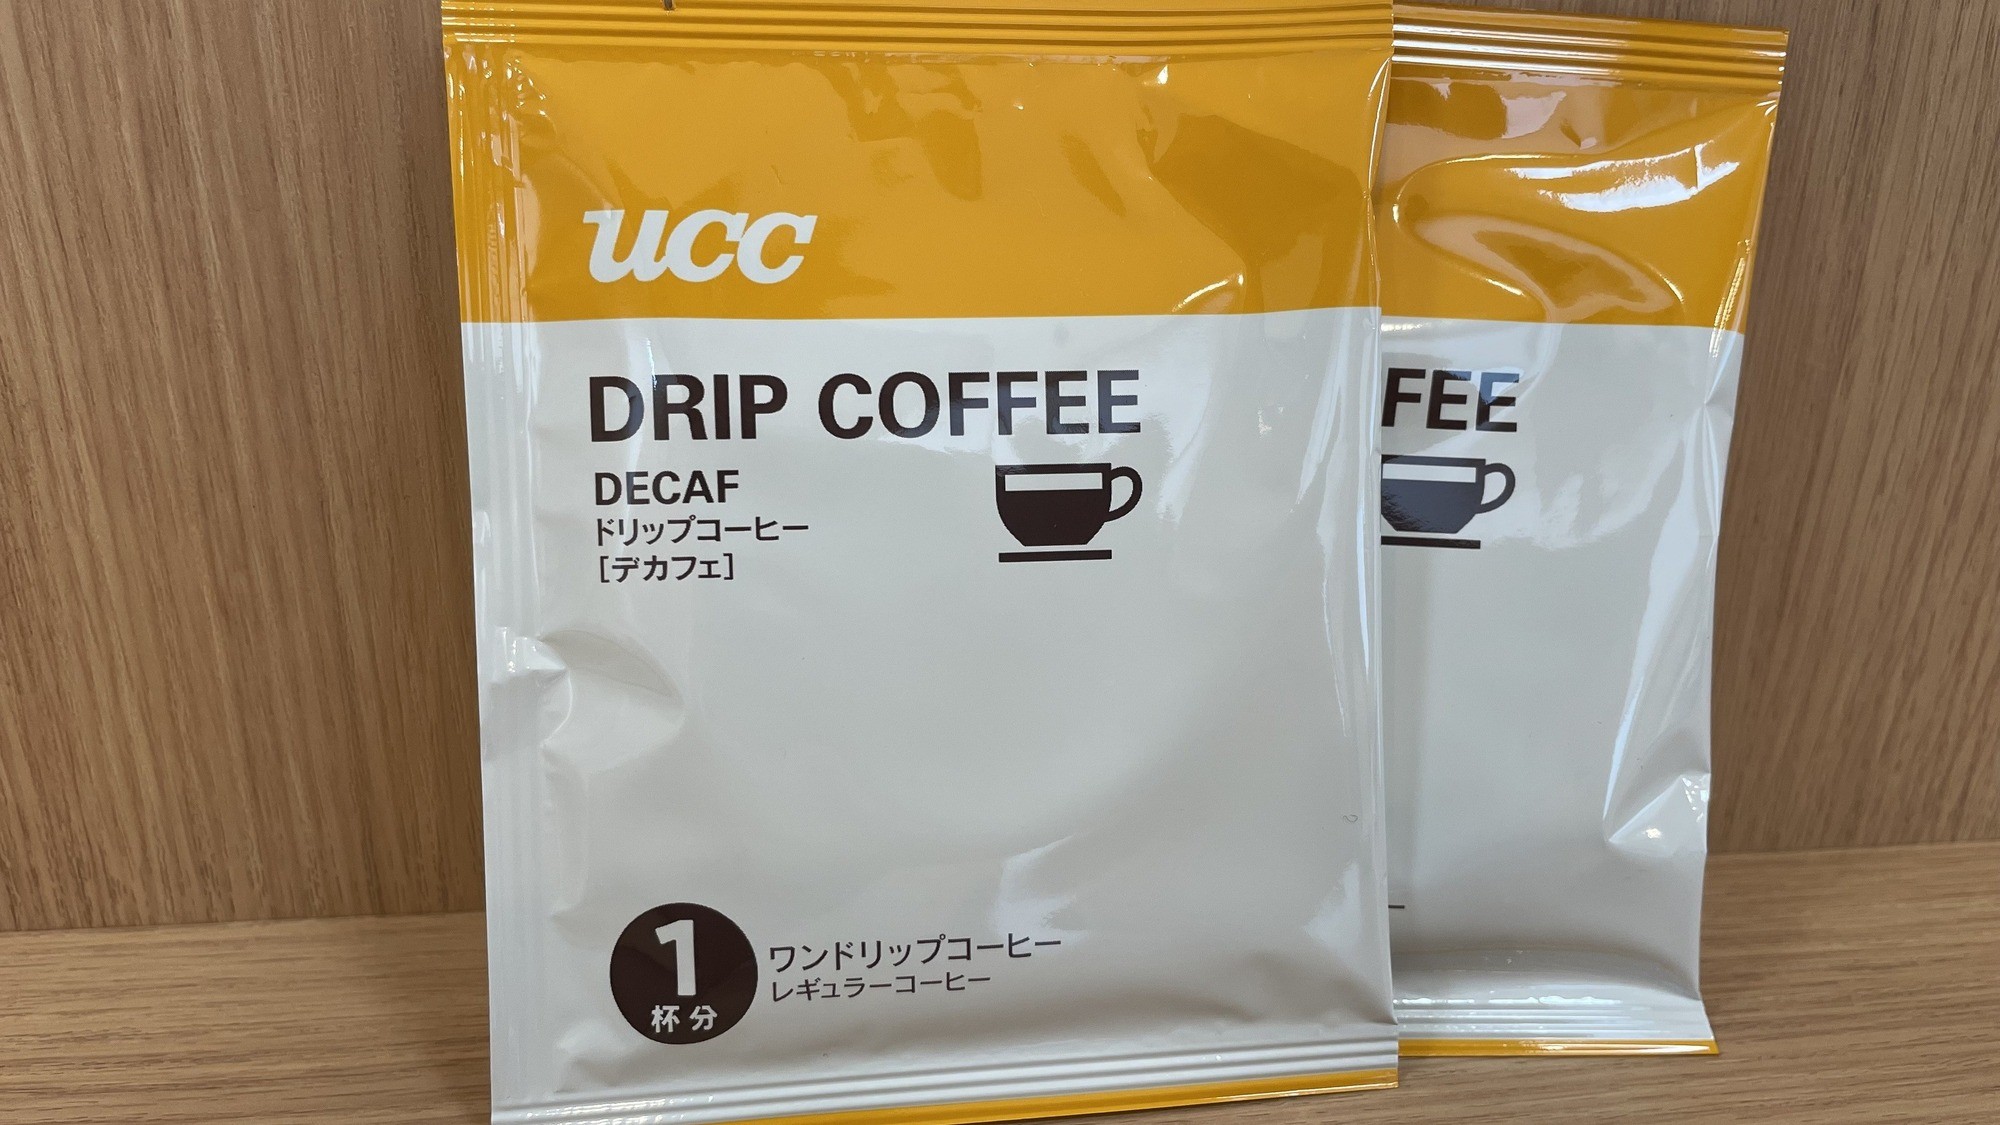 ucc
DRIP COFFEE
DECAF
ドリップコーヒー
[デカフェ]
1
杯分
ワンドリップコーヒー
レギュラーコーヒー
FEE